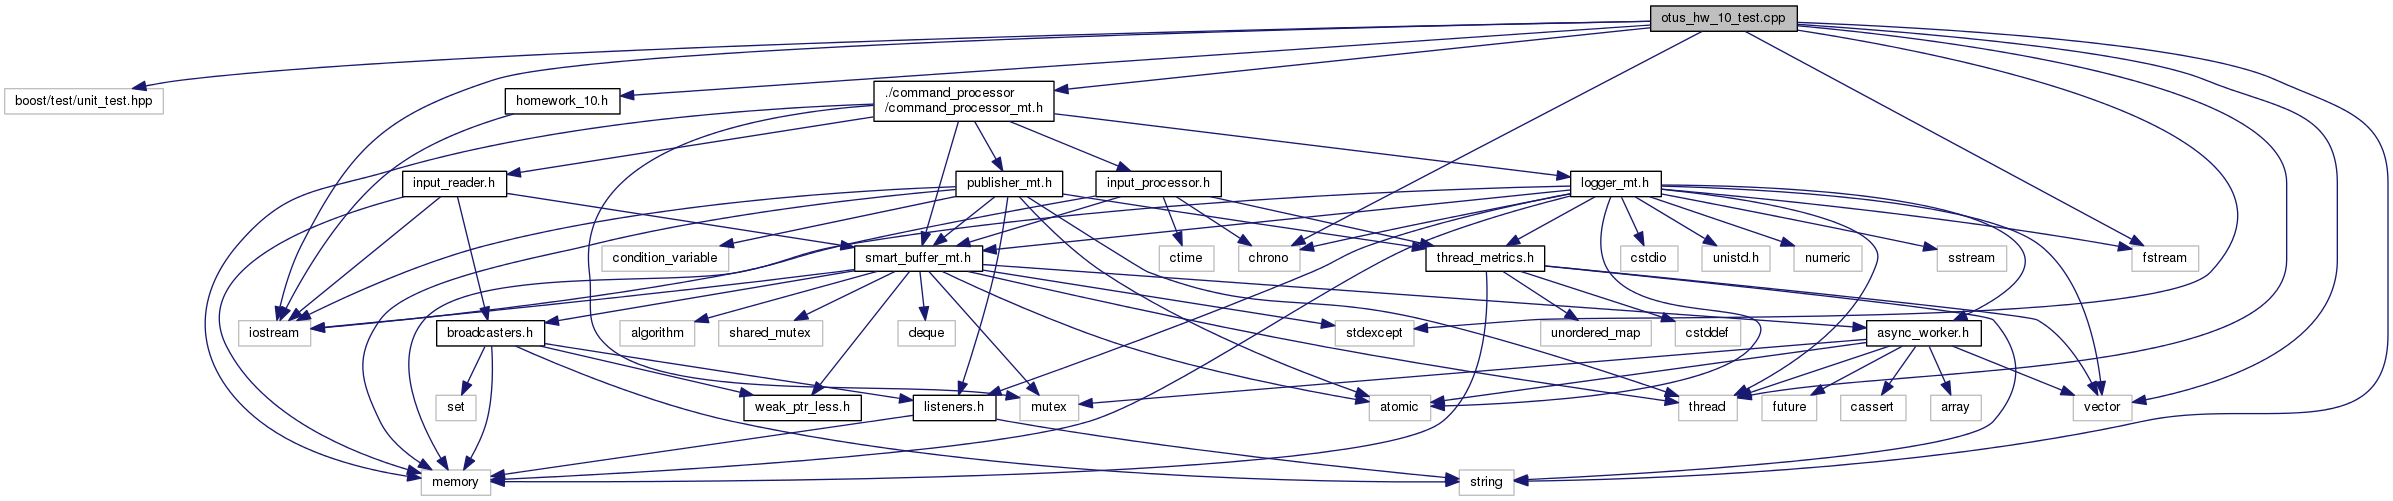 otus_hw_10_test.cpp
boost/test/unit_test.hpp
homework_10.h
./command_processor
/command_processor_mt.h
input_reader.h
publisher_mt.h
input_processor.h
logger_mt.h
condition_variable
smart_buffer_mt.h
ctime
chrono
thread_metrics.h
cstdio
unistd.h
numeric
sstream
fstream
iostream
broadcasters.h
algorithm
shared_mutex
deque
stdexcept
unordered_map
cstddef
async_worker.h
set
weak_ptr_less.h
listeners.h
mutex
atomic
thread
future
cassert
array
vector
memory
string